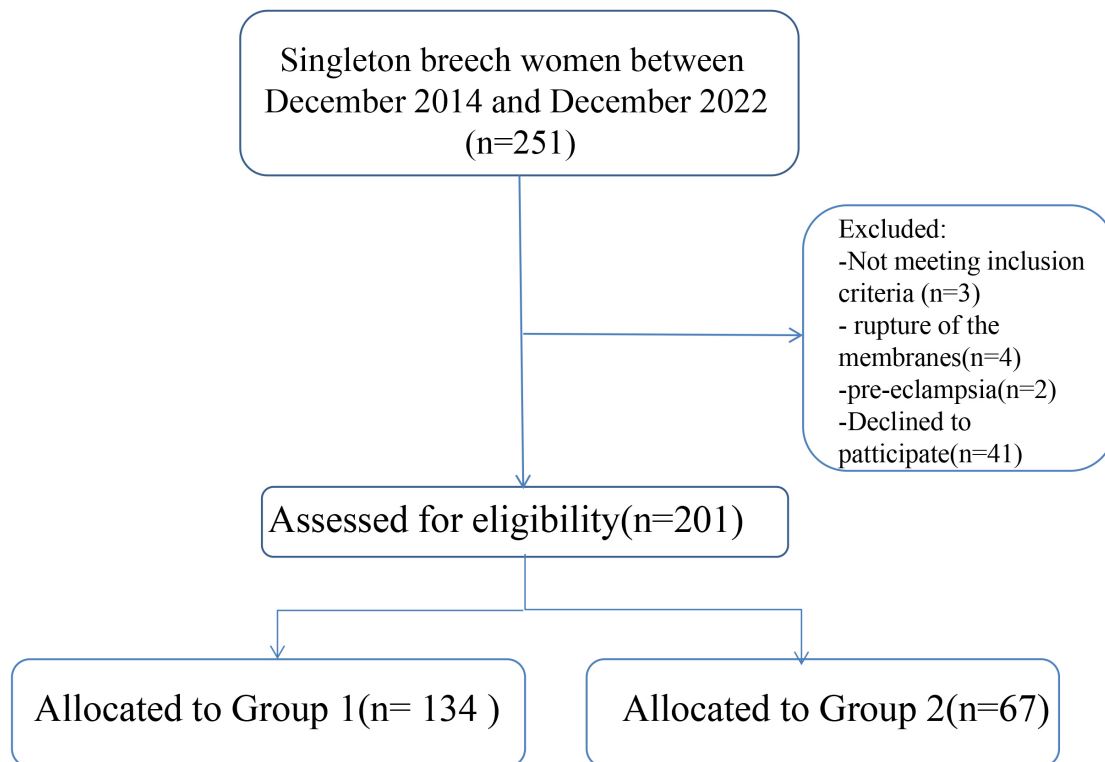 Singleton breech women between
December 2014 and December 2022
(n=251)
Excluded:
-Not meeting inclusion
criteria (n=3)
- rupture of the
membranes(n=4)
-pre-eclampsia(n=2)
-Declined to
patticipate(n=41)
Assessed for eligibility(n=201)
Allocated to Group 1(n= 134 )
Allocated to Group 2(n=67)